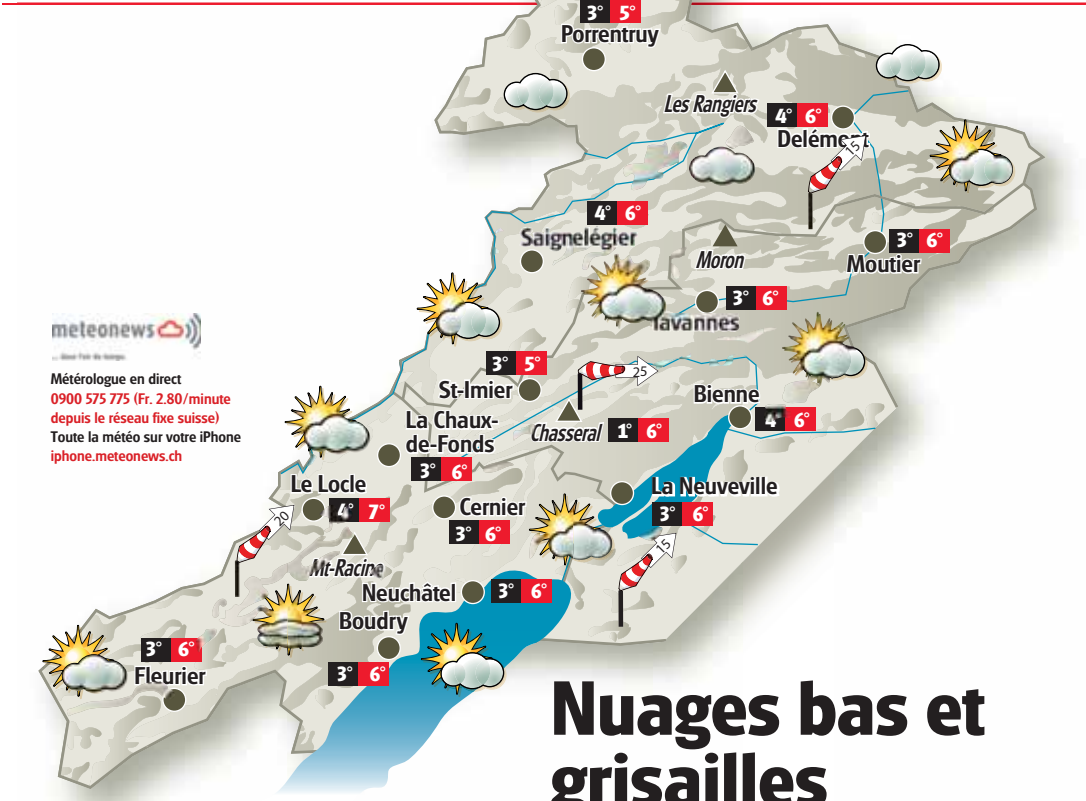 3° 5°
Porrentruy
Les Rangiers
4° 6°
Delémont
15
4° 6°
Saignelégier
Moron
3° 6°
Moutier
3° 6°
Tavannes
meteonews
Météorologue en direct
0900 575 775 (Fr. 2.80/minute
depuis le réseau fixe suisse)
Toute la météo sur votre iPhone
iphone.meteonews.ch
3° 5°
St-Imier
25
Chasseral 1° 6°
Bienne
4° 6°
La Chaux-
de-Fonds
3° 6°
Le Locle
4° 7°
20
Mt-Racine
Cernier
3° 6°
La Neuveville
3° 6°
15
Neuchâtel 3° 6°
Boudry
3° 6°
3° 6°
Fleurier
Nuages bas et
grisailles